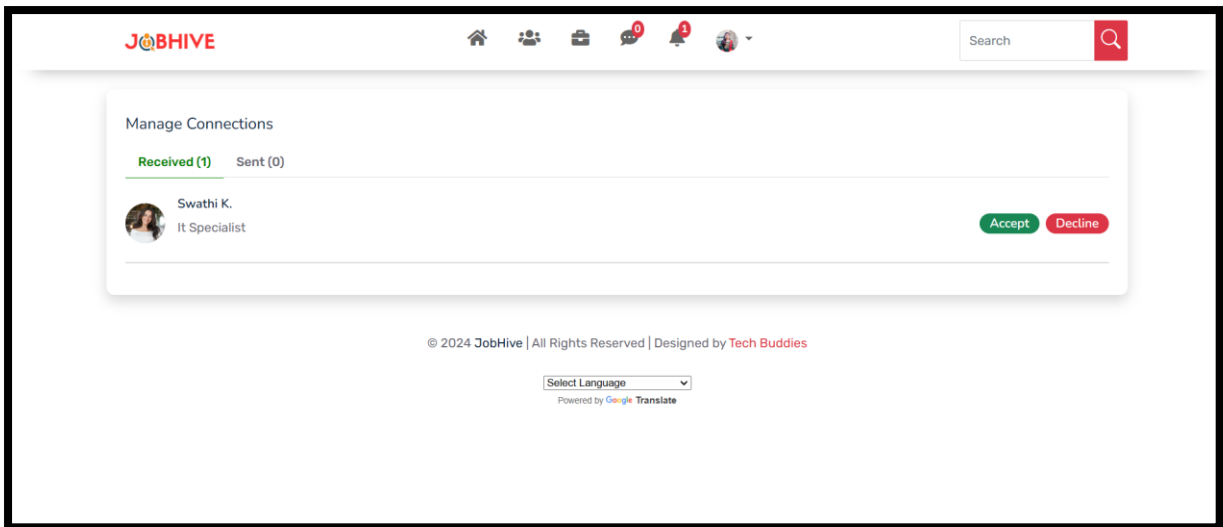 JOBHIVE
0
1
Search
Manage Connections
Received (1) Sent (0)
Swathi K.
It Specialist
Accept Decline
© 2024 JobHive | All Rights Reserved | Designed by Tech Buddies
Select Language
Powered by Google Translate